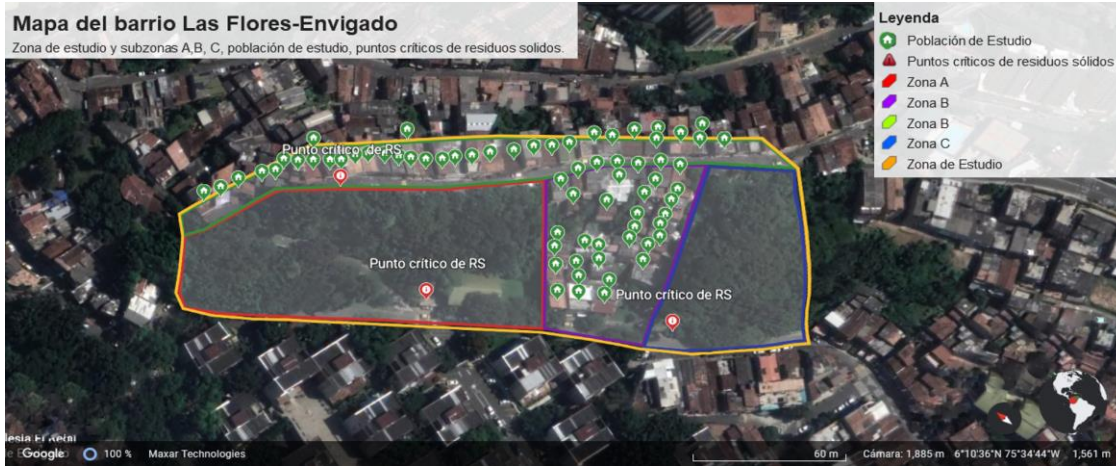 Mapa del barrio Las Flores-Envigado
Zona de estudio y subzonas A,B, C, población de estudio, puntos críticos de residuos solidos.
Leyenda
Población de Estudio
Puntos críticos de residuos sólidos
Zona A
Zona B
Zona B
Zona C
Zona de Estudio
Punto crítico de RS
Punto crítico de RS
Punto crítico de RS
Google
100 %
Maxar Technologies
60 m
Cámara: 1,885 m
6°10'36"N 75°34'44"W
1,561 m